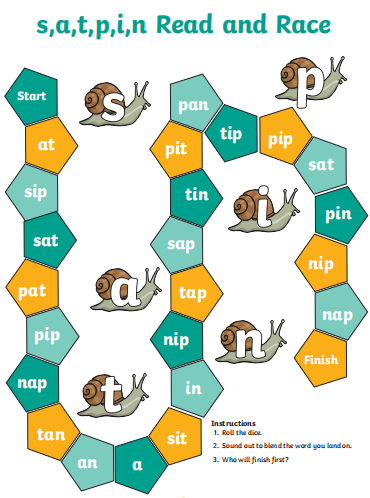 s,a,t,p,i,n Read and Race
Start
at
sip
sat
pat
pip
nap
tan
an
a
sit
in
nip
tap
sap
tin
pit
pan
tip
pip
sat
pin
nip
nap
Finish
s
p
i
a
n
t
Instructions
1. Roll the dice.
2. Sound out to blend the word you land on.
3. Who will finish first?